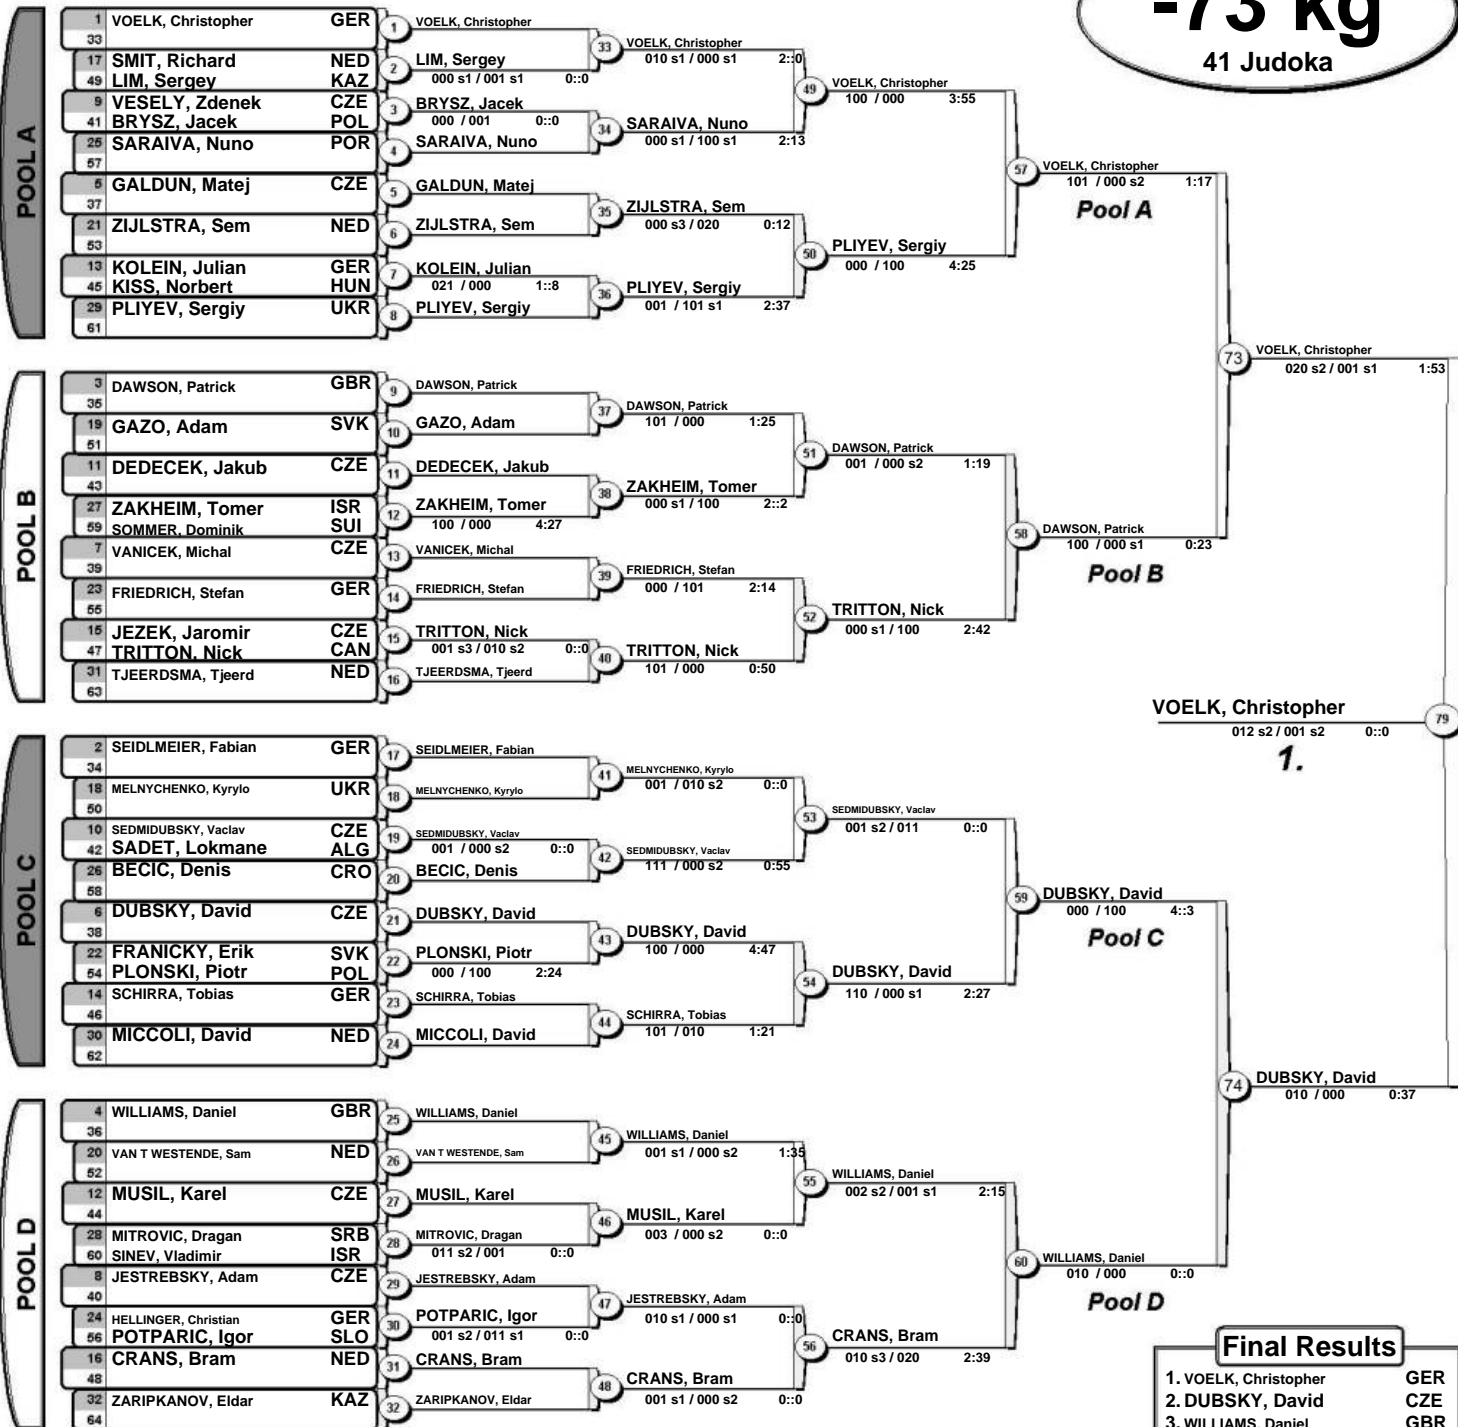 -73 kg
41 Judoka
POOL A
1 VOELK, Christopher GER
33
17 SMIT, Richard NED
49 LIM, Sergey KAZ
9 VESELY, Zdenek CZE
41 BRYSZ, Jacek POL
25 SARAIVA, Nuno POR
57
5 GALDUN, Matej CZE
37
21 ZIJLSTRA, Sem NED
53
13 KOLEIN, Julian GER
45 KISS, Norbert HUN
29 PLIYEV, Sergiy UKR
61
1 VOELK, Christopher
2 LIM, Sergey
000 s1 / 001 s1 0::0
3 BRYSZ, Jacek
000 / 001 0::0
4 SARAIVA, Nuno
5 GALDUN, Matej
6 ZIJLSTRA, Sem
7 KOLEIN, Julian
021 / 000 1::8
8 PLIYEV, Sergiy
33 VOELK, Christopher
010 s1 / 000 s1 2::0
34 SARAIVA, Nuno
000 s1 / 100 s1 2:13
35 ZIJLSTRA, Sem
000 s3 / 020 0:12
36 PLIYEV, Sergiy
001 / 101 s1 2:37
49 VOELK, Christopher
100 / 000 3:55
50 PLIYEV, Sergiy
000 / 100 4:25
57 VOELK, Christopher
101 / 000 s2 1:17
Pool A
POOL B
3 DAWSON, Patrick GBR
35
19 GAZO, Adam SVK
51
11 DEDECEK, Jakub CZE
43
27 ZAKHEIM, Tomer ISR
59 SOMMER, Dominik SUI
7 VANICEK, Michal CZE
39
23 FRIEDRICH, Stefan GER
55
15 JEZEK, Jaromir CZE
47 TRITTON, Nick CAN
31 TJEERDSMA, Tjeerd NED
63
9 DAWSON, Patrick
10 GAZO, Adam
11 DEDECEK, Jakub
12 ZAKHEIM, Tomer
100 / 000 4:27
13 VANICEK, Michal
14 FRIEDRICH, Stefan
15 TRITTON, Nick
001 s3 / 010 s2 0::0
16 TJEERDSMA, Tjeerd
37 DAWSON, Patrick
101 / 000 1:25
38 ZAKHEIM, Tomer
000 s1 / 100 2::2
39 FRIEDRICH, Stefan
000 / 101 2:14
40 TRITTON, Nick
101 / 000 0:50
51 DAWSON, Patrick
001 / 000 s2 1:19
52 TRITTON, Nick
000 s1 / 100 2:42
58 DAWSON, Patrick
100 / 000 s1 0:23
Pool B
73 VOELK, Christopher
020 s2 / 001 s1 1:53
VOELK, Christopher 79
012 s2 / 001 s2 0::0
1.
POOL C
2 SEIDLMEIER, Fabian GER
34
18 MELNYCHENKO, Kyrylo UKR
50
10 SEDMIDUBSKY, Vaclav CZE
42 SADET, Lokmane ALG
26 BECIC, Denis CRO
58
6 DUBSKY, David CZE
38
22 FRANICKY, Erik SVK
54 PLONSKI, Piotr POL
14 SCHIRRA, Tobias GER
46
30 MICCOLI, David NED
62
17 SEIDLMEIER, Fabian
18 MELNYCHENKO, Kyrylo
19 SEDMIDUBSKY, Vaclav
001 / 000 s2 0::0
20 BECIC, Denis
21 DUBSKY, David
22 PLONSKI, Piotr
000 / 100 2:24
23 SCHIRRA, Tobias
24 MICCOLI, David
41 MELNYCHENKO, Kyrylo
001 / 010 s2 0::0
42 SEDMIDUBSKY, Vaclav
111 / 000 s2 0:55
43 DUBSKY, David
100 / 000 4:47
44 SCHIRRA, Tobias
101 / 010 1:21
53 SEDMIDUBSKY, Vaclav
001 s2 / 011 0::0
54 DUBSKY, David
110 / 000 s1 2:27
59 DUBSKY, David
000 / 100 4::3
Pool C
POOL D
4 WILLIAMS, Daniel GBR
36
20 VAN T WESTENDE, Sam NED
52
12 MUSIL, Karel CZE
44
28 MITROVIC, Dragan SRB
60 SINEV, Vladimir ISR
8 JESTREBSKY, Adam CZE
40
24 HELLINGER, Christian GER
56 POTPARIC, Igor SLO
16 CRANS, Bram NED
48
32 ZARIPKANOV, Eldar KAZ
64
25 WILLIAMS, Daniel
26 VAN T WESTENDE, Sam
27 MUSIL, Karel
28 MITROVIC, Dragan
011 s2 / 001 0::0
29 JESTREBSKY, Adam
30 POTPARIC, Igor
001 s2 / 011 s1 0::0
31 CRANS, Bram
32 ZARIPKANOV, Eldar
45 WILLIAMS, Daniel
001 s1 / 000 s2 1:35
46 MUSIL, Karel
003 / 000 s2 0::0
47 JESTREBSKY, Adam
010 s1 / 000 s1 0::0
48 CRANS, Bram
001 s1 / 000 s2 0::0
55 WILLIAMS, Daniel
002 s2 / 001 s1 2:15
56 CRANS, Bram
010 s3 / 020 2:39
60 WILLIAMS, Daniel
010 / 000 0::0
Pool D
74 DUBSKY, David
010 / 000 0:37
Final Results
1. VOELK, Christopher GER
2. DUBSKY, David CZE
3. WILLIAMS, Daniel GBR